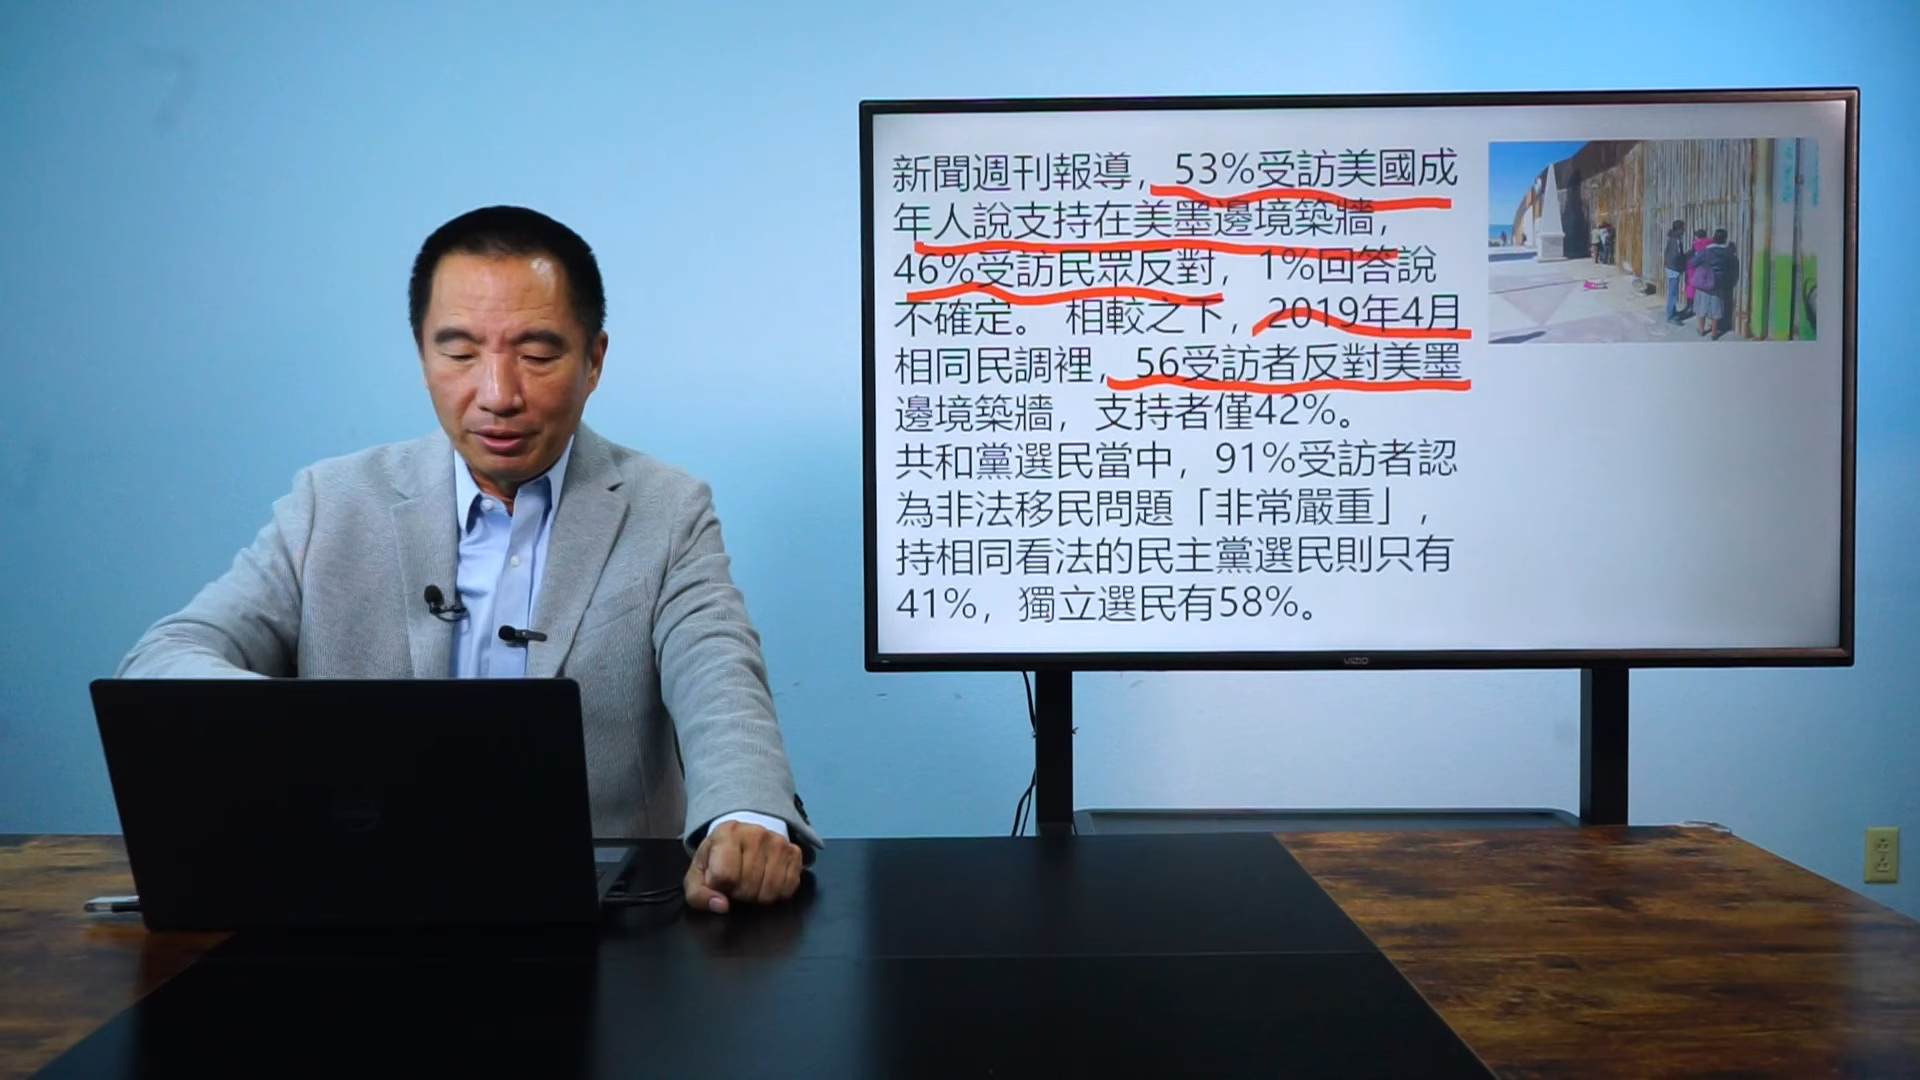 新聞週刊報導，53%受訪美國成
年人說支持在美墨邊境築牆，
46%受訪民眾反對，1%回答說
不確定。 相較之下，2019年4月
相同民調裡，56受訪者反對美墨
邊境築牆，支持者僅42%。
共和黨選民當中，91%受訪者認
為非法移民問題「非常嚴重」，
持相同看法的民主黨選民則只有
41%，獨立選民有58%。
VIZIO